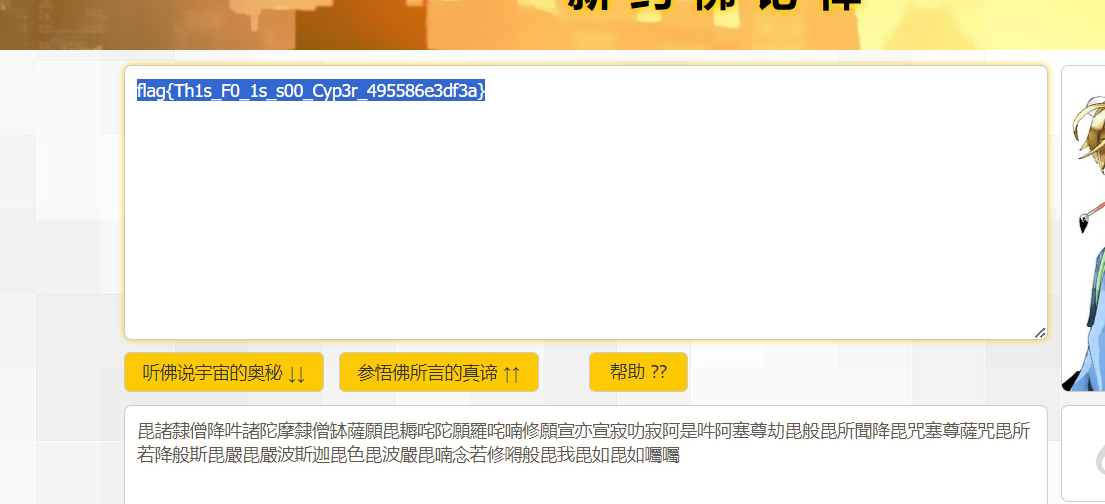 新约佛论禅
flag{Th1s_F0_1s_s00_Cyp3r_495586e3df3a}
听佛说宇宙的奥秘 ↓↓
参悟佛所言的真谛 ↑↑
帮助 ??
毘諸隸僧降吽諸陀摩隸僧缽薩願毘耨咤陀願羅咤喃修願宣亦宣寂叻寂阿是吽阿塞尊劫毘般毘所聞降毘咒塞尊薩咒毘所
若降般斯毘嚴毘嚴波斯迦毘色毘波嚴毘喃念若修嘚般毘我毘如毘如囑囑